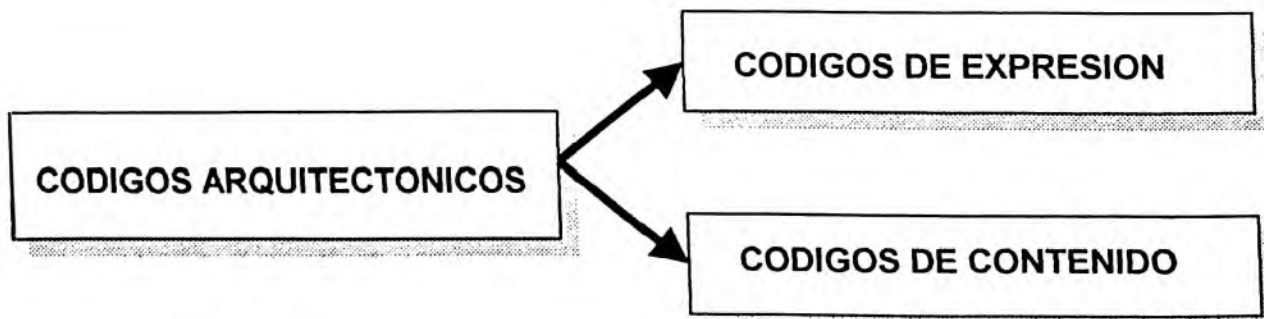 CODIGOS DE EXPRESION
CODIGOS ARQUITECTONICOS
CODIGOS DE CONTENIDO